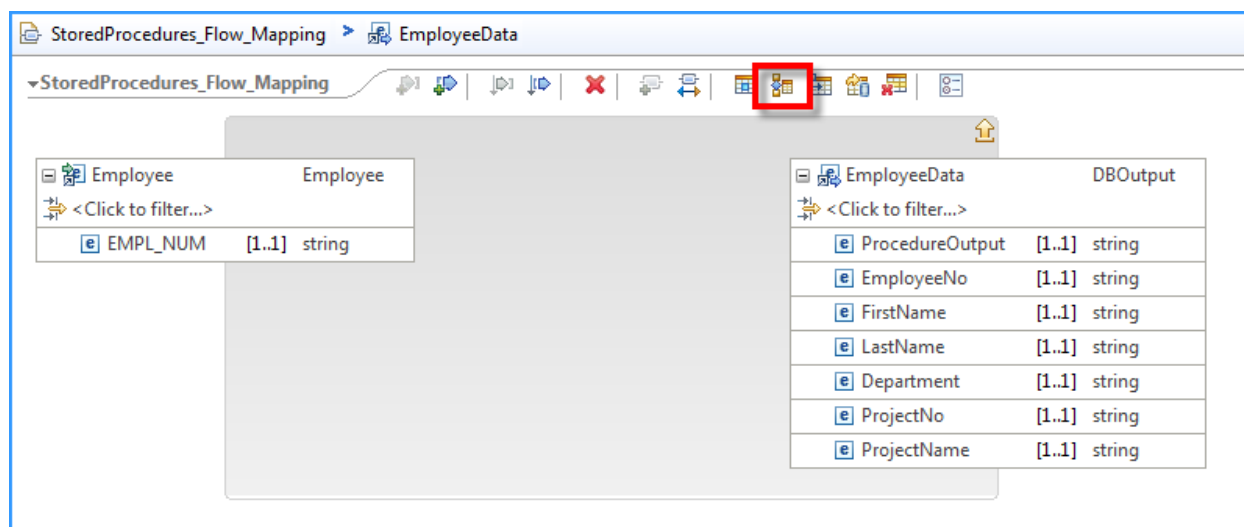 StoredProcedures_Flow_Mapping > EmployeeData
StoredProcedures_Flow_Mapping
Employee Employee
<Click to filter...>
e EMPL_NUM [1..1] string
EmployeeData DBOutput
<Click to filter...>
e ProcedureOutput [1..1] string
e EmployeeNo [1..1] string
e FirstName [1..1] string
e LastName [1..1] string
e Department [1..1] string
e ProjectNo [1..1] string
e ProjectName [1..1] string